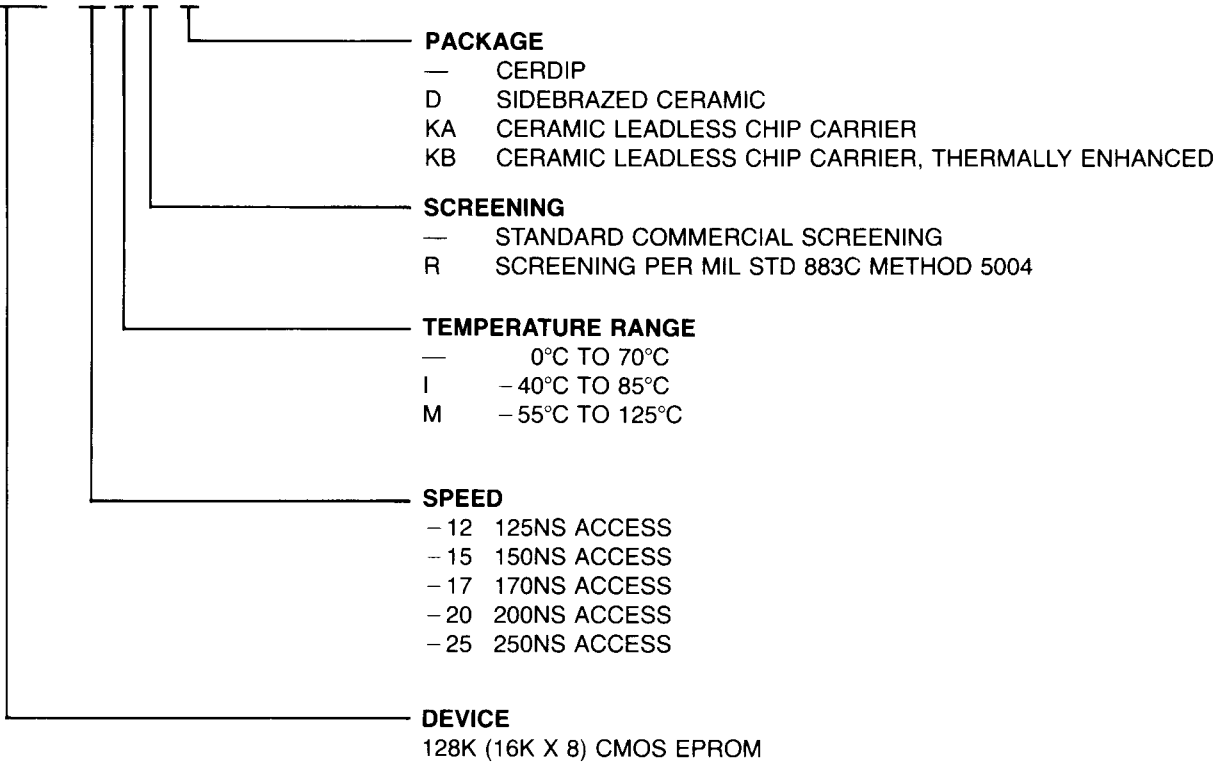 PACKAGE
— CERDIP
D SIDEBRAZED CERAMIC
KA CERAMIC LEADLESS CHIP CARRIER
KB CERAMIC LEADLESS CHIP CARRIER, THERMALLY ENHANCED
SCREENING
— STANDARD COMMERCIAL SCREENING
R SCREENING PER MIL STD 883C METHOD 5004
TEMPERATURE RANGE
— 0°C TO 70°C
I −40°C TO 85°C
M −55°C TO 125°C
SPEED
−12 125NS ACCESS
−15 150NS ACCESS
−17 170NS ACCESS
−20 200NS ACCESS
−25 250NS ACCESS
DEVICE
128K (16K X 8) CMOS EPROM